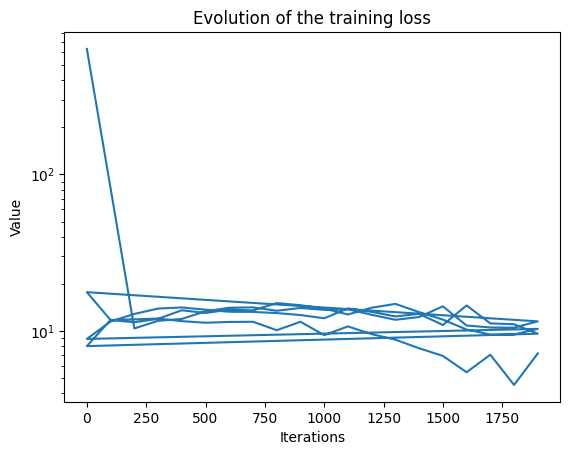 Evolution of the training loss
10²
10¹
Value
0 250 500 750 1000 1250 1500 1750
Iterations